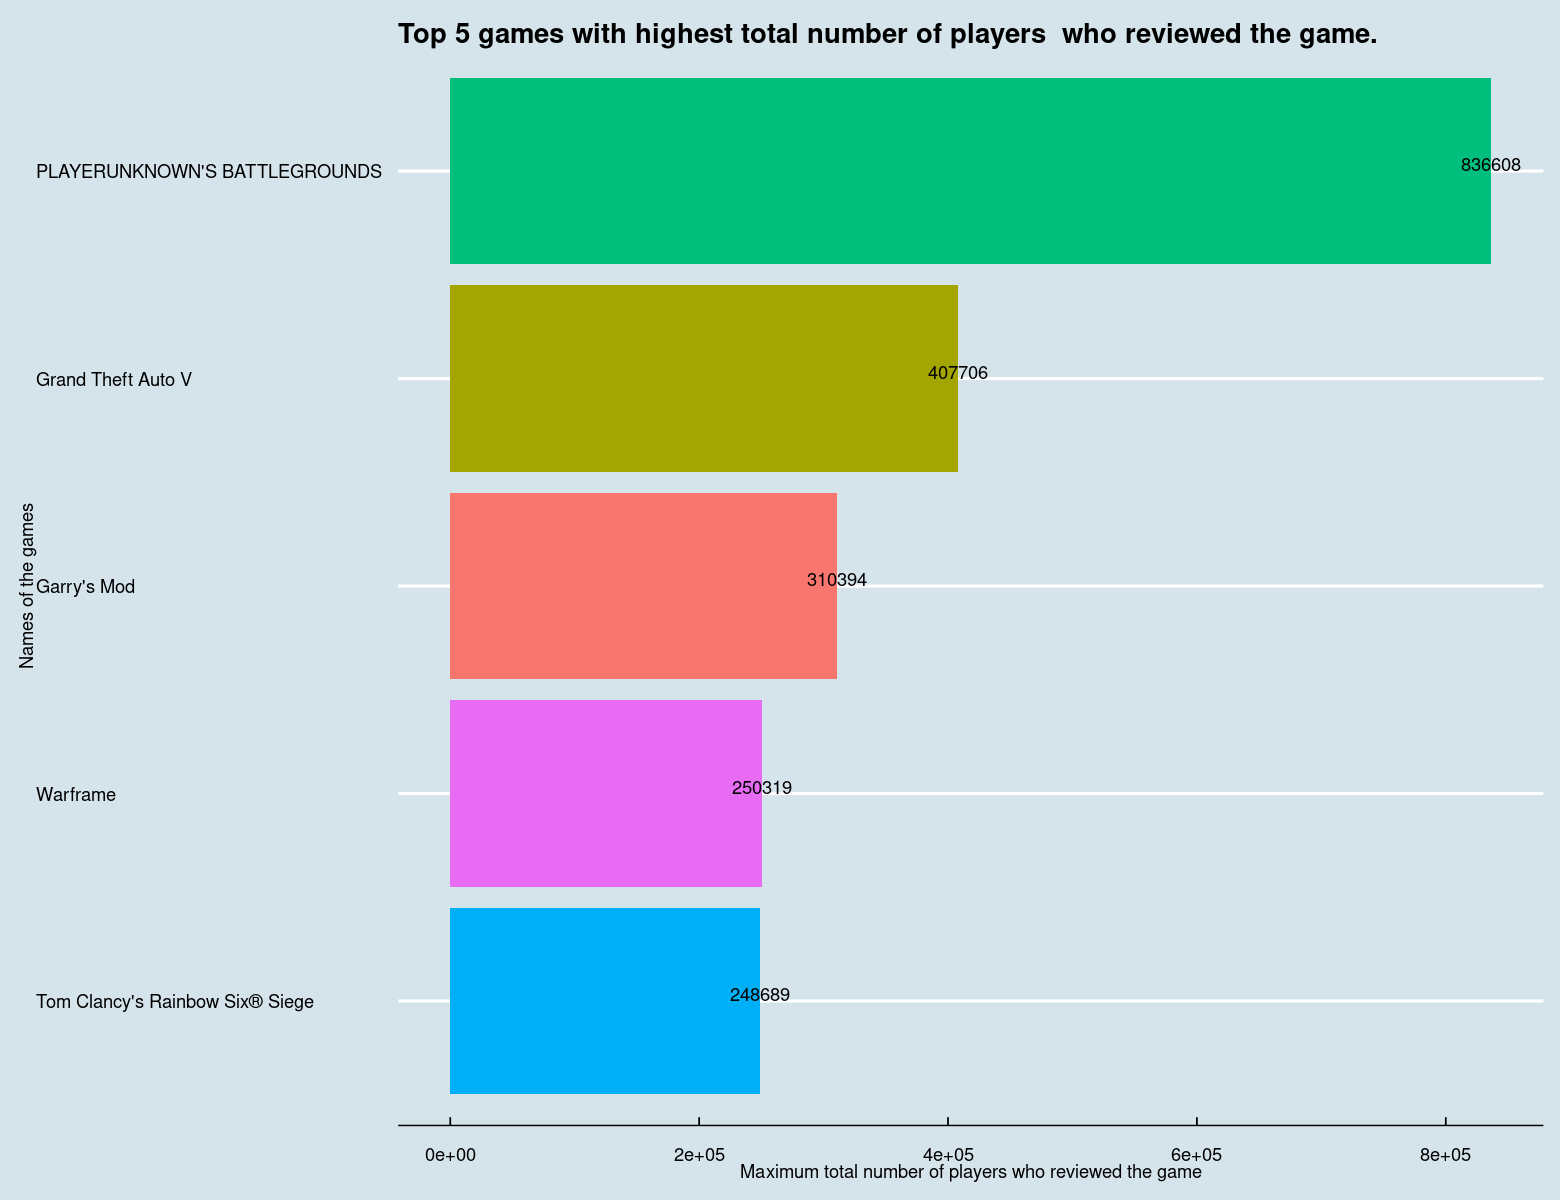 Top 5 games with highest total number of players  who reviewed the game.
PLAYERUNKNOWN'S BATTLEGROUNDS
836608
Grand Theft Auto V
407706
Names of the games
Garry's Mod
310394
Warframe
250319
Tom Clancy's Rainbow Six® Siege
248689
0e+00 2e+05 4e+05 6e+05 8e+05
Maximum total number of players who reviewed the game